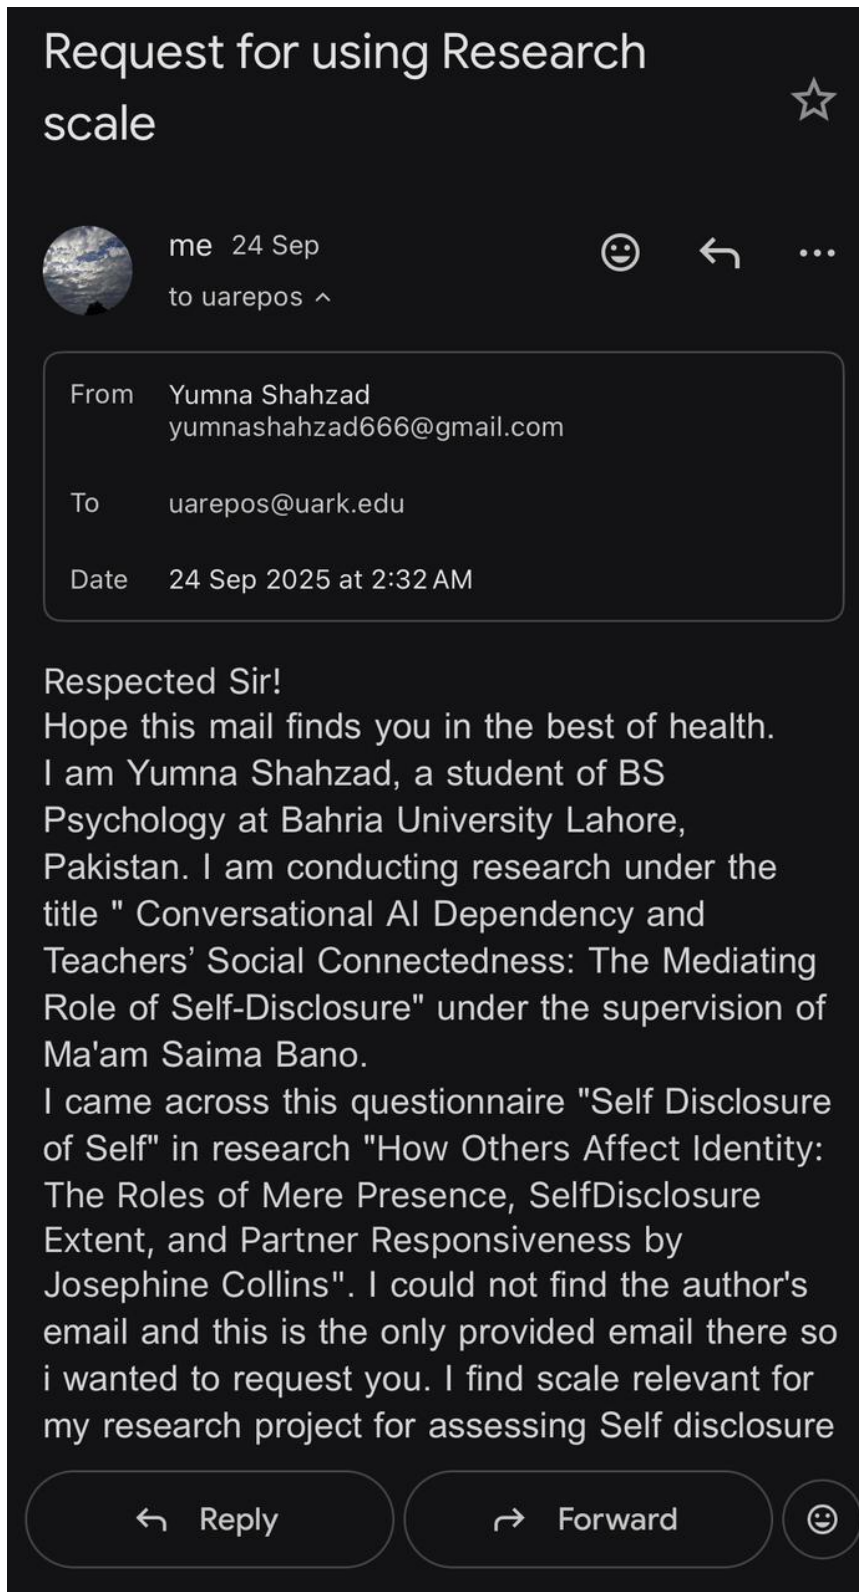 Request for using Research
scale
me 24 Sep
to uarepos
From Yumna Shahzad
yumnashahzad666@gmail.com
To uarepos@uark.edu
Date 24 Sep 2025 at 2:32 AM
Respected Sir!
Hope this mail finds you in the best of health.
I am Yumna Shahzad, a student of BS
Psychology at Bahria University Lahore,
Pakistan. I am conducting research under the
title " Conversational AI Dependency and
Teachers’ Social Connectedness: The Mediating
Role of Self-Disclosure" under the supervision of
Ma'am Saima Bano.
I came across this questionnaire "Self Disclosure
of Self" in research "How Others Affect Identity:
The Roles of Mere Presence, SelfDisclosure
Extent, and Partner Responsiveness by
Josephine Collins". I could not find the author's
email and this is the only provided email there so
i wanted to request you. I find scale relevant for
my research project for assessing Self disclosure
Reply Forward